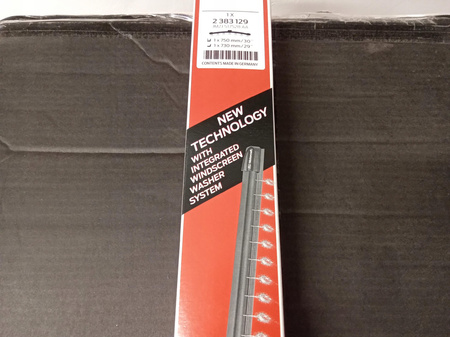 1 X
2 383 129
1 x 750 mm / 30"
1 x 730 mm / 29"
CONTENTS MADE IN GERMANY
NEW
TECHNOLOGY
WITH
INTEGRATED
WINDSCREEN
WASHER
SYSTEM